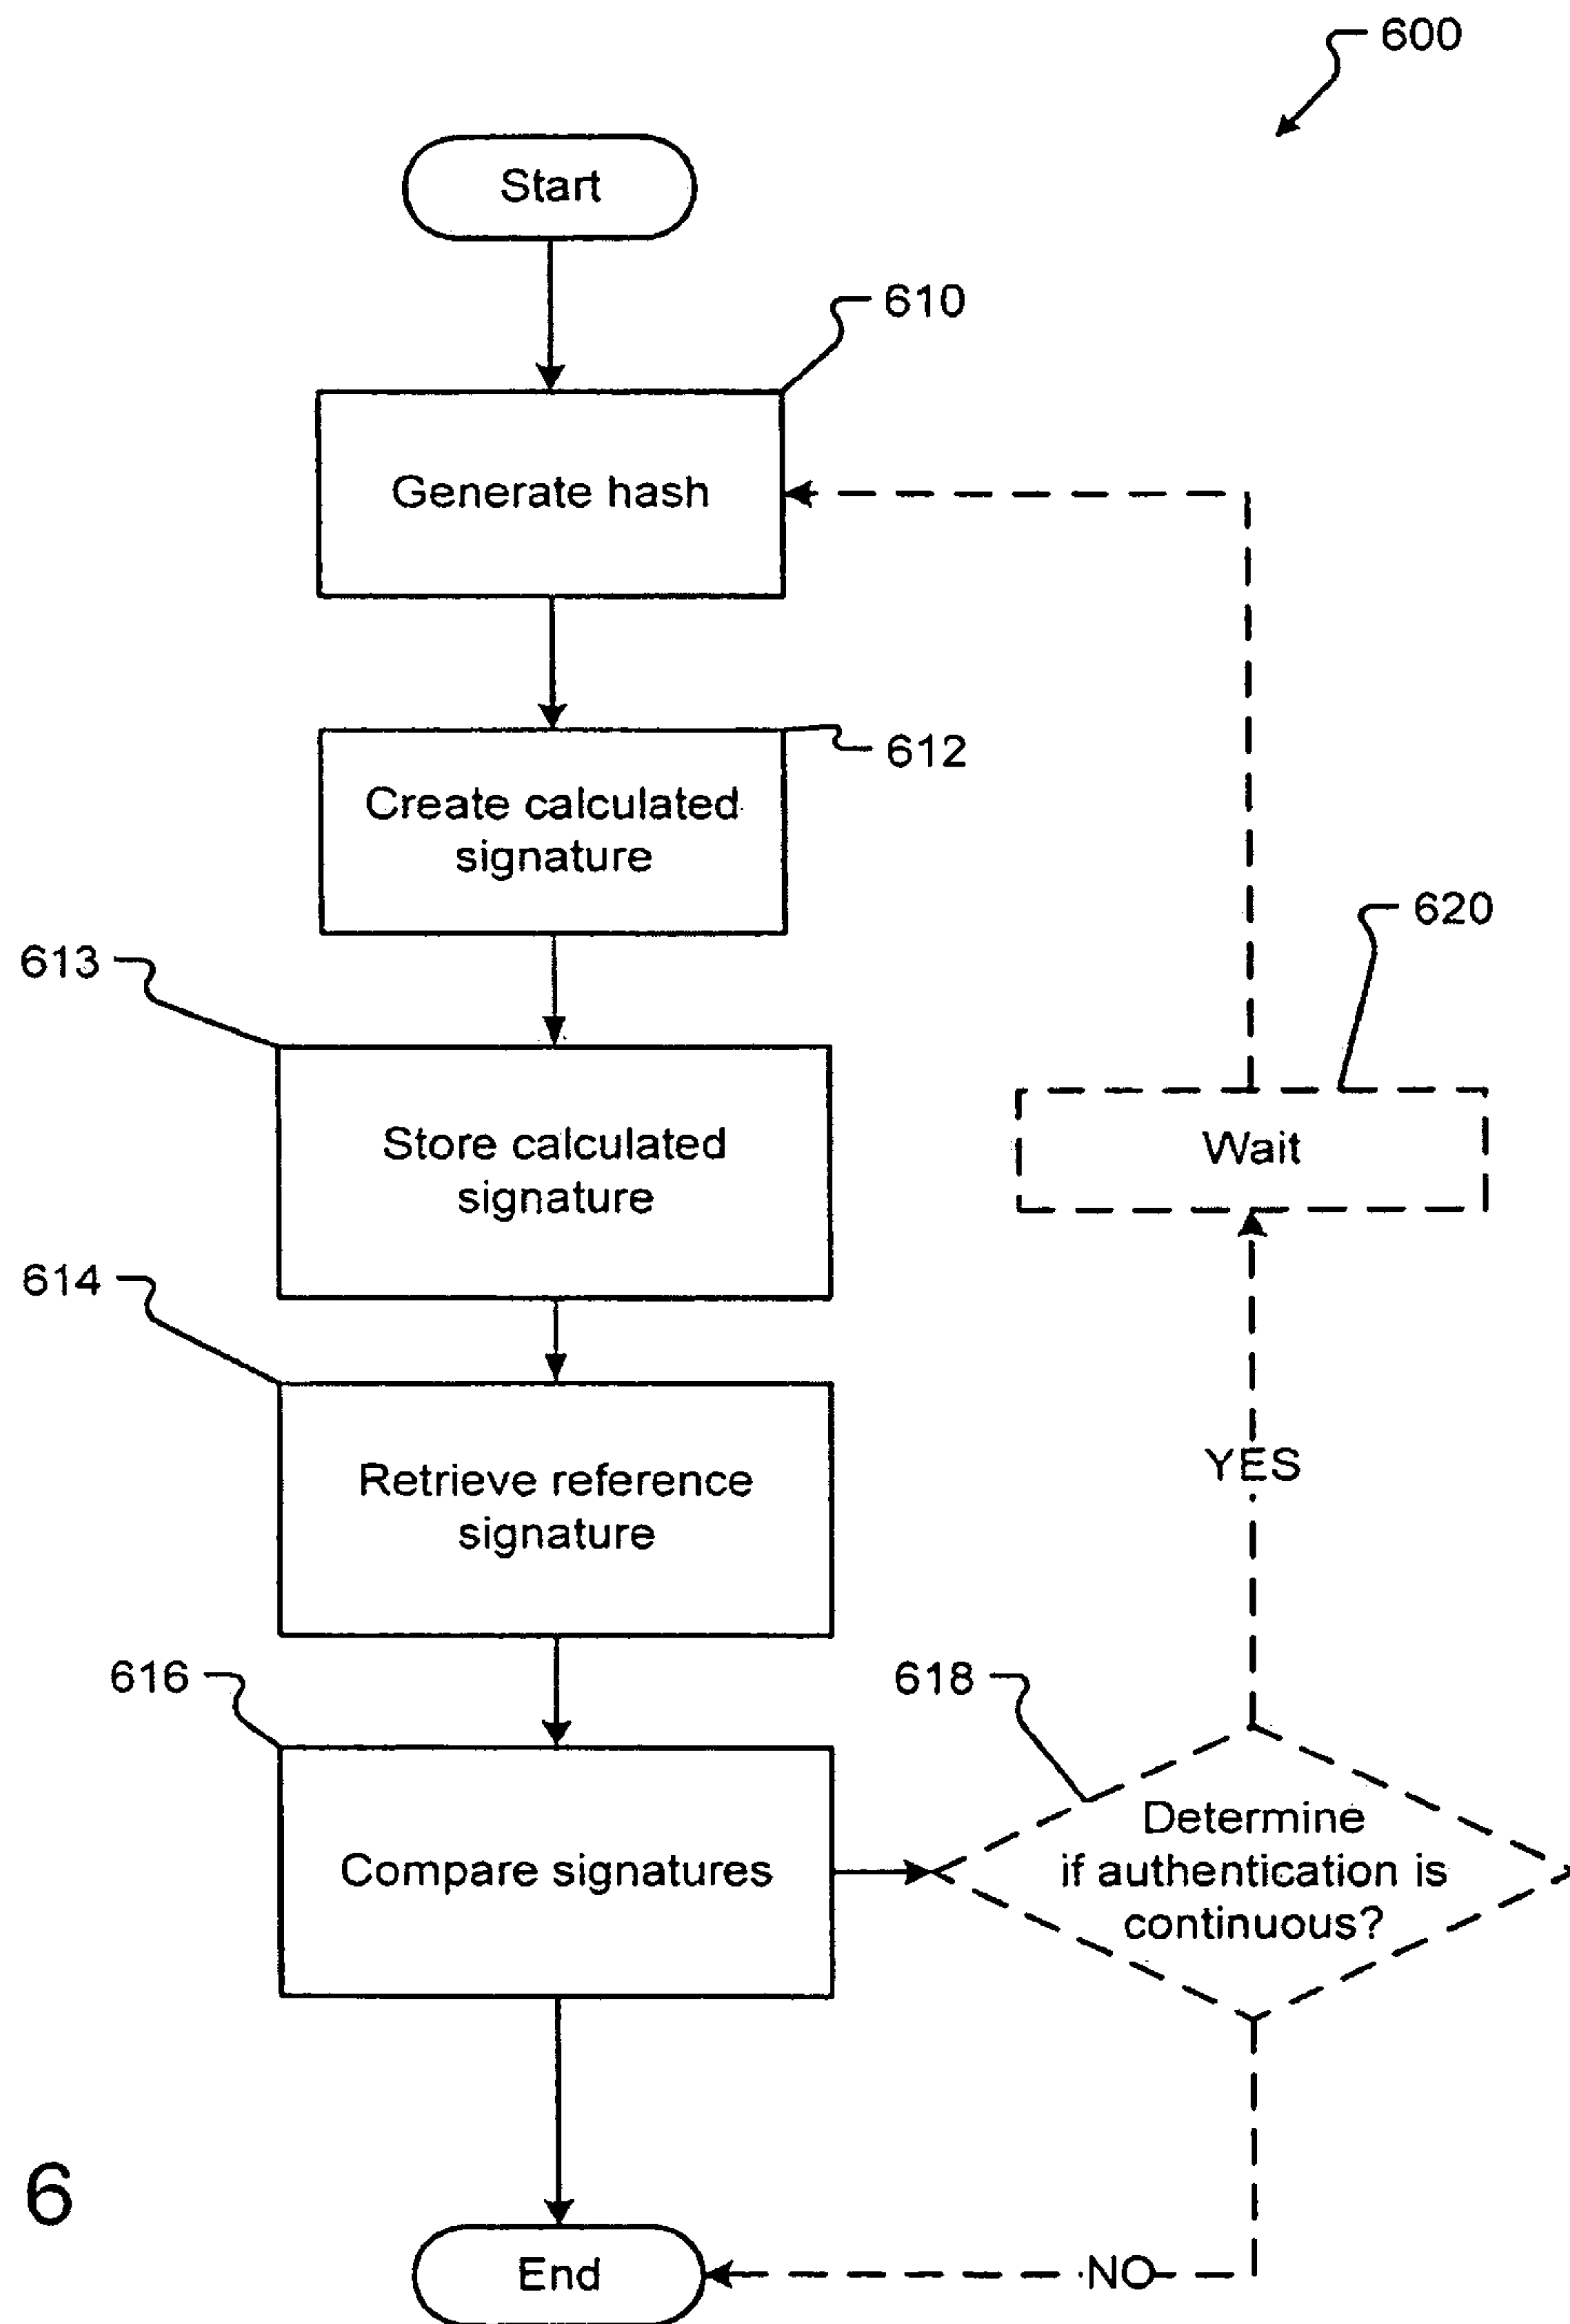 600
Start
610
Generate hash
612
Create calculated
signature
620
613
Store calculated
signature
Wait
614
Retrieve reference
signature
YES
616
618
Compare signatures
Determine
if authentication is
continuous?
6
End
NO